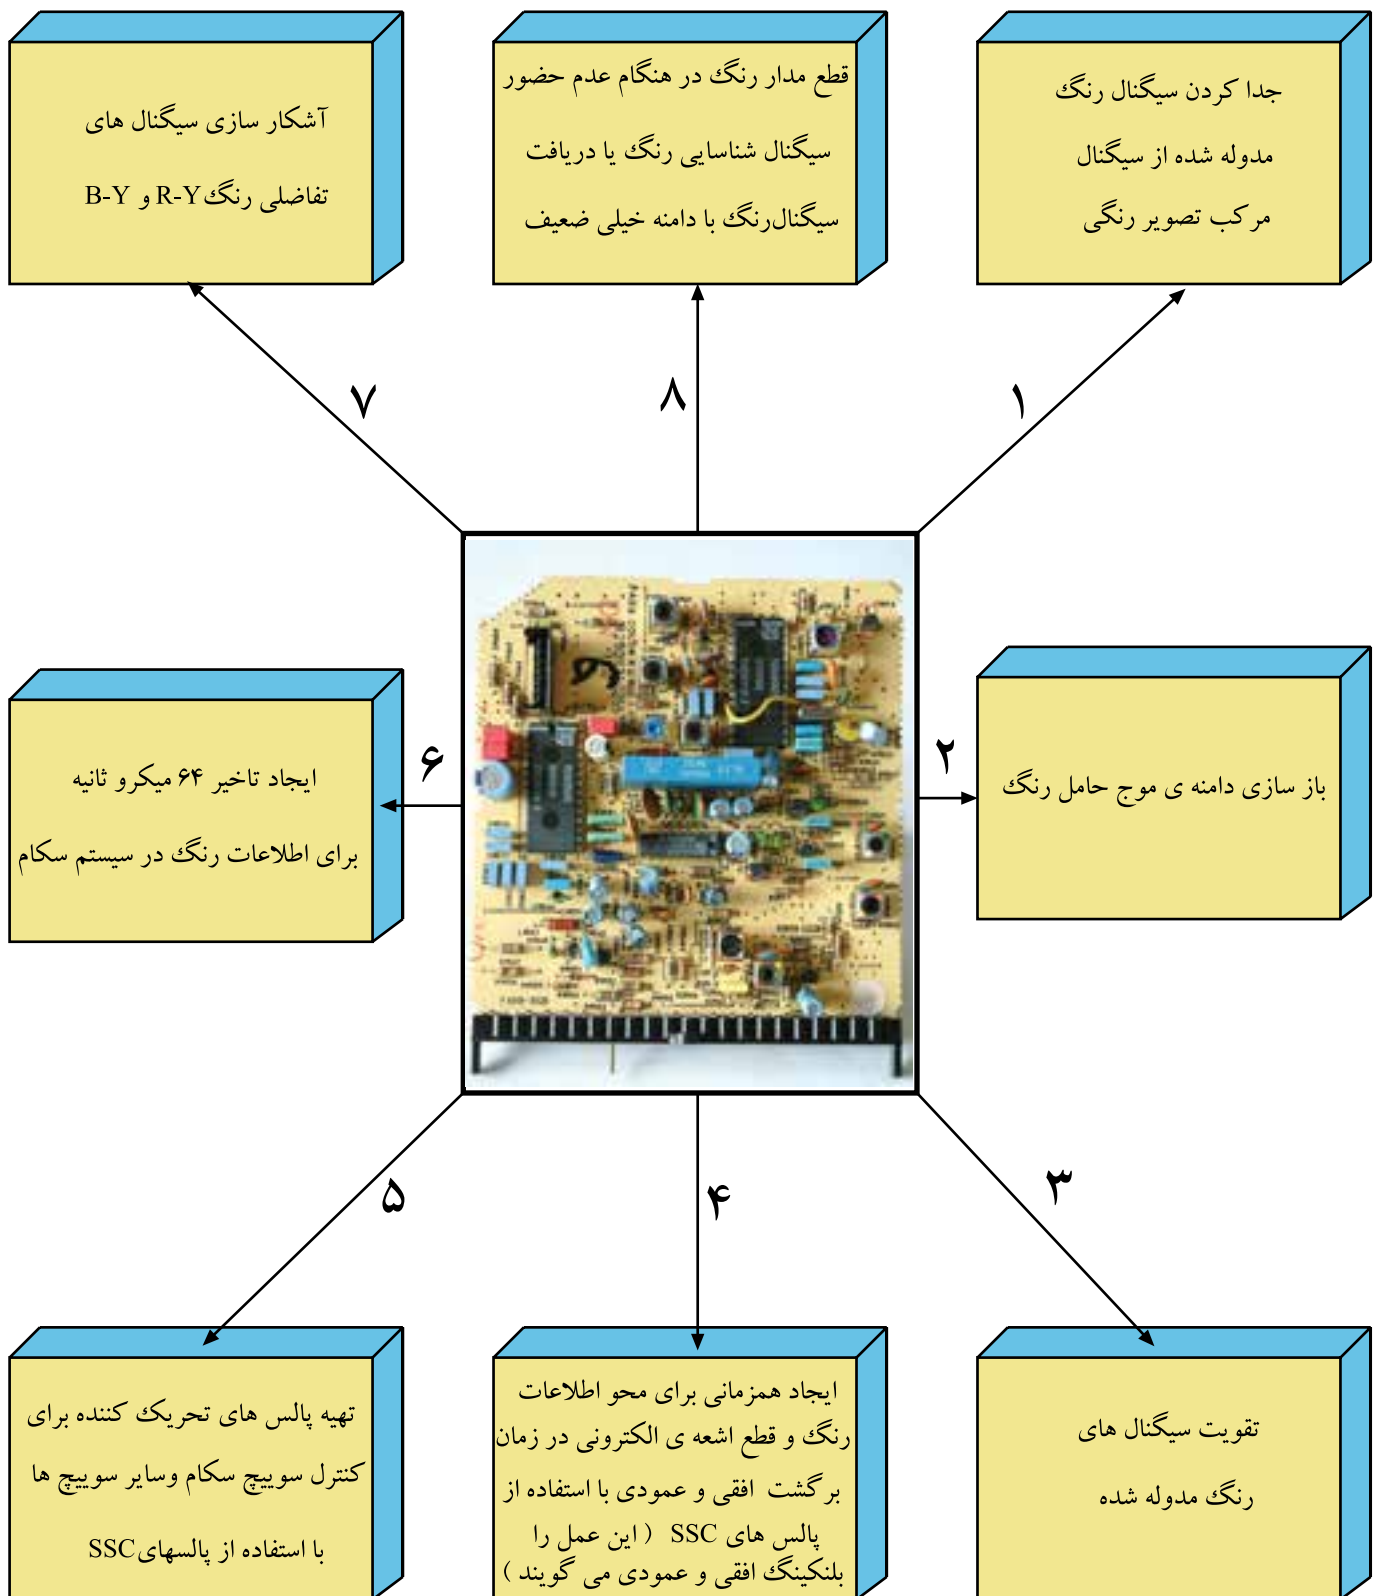 جدا کردن سیگنال رنگ
مدوله شده از سیگنال
مرکب تصویر رنگی
قطع مدار رنگ در هنگام عدم حضور
سیگنال شناسایی رنگ یا دریافت
سیگنال‌رنگ با دامنه خیلی ضعیف
آشکار سازی سیگنال های
تفاضلی رنگR-Y و B-Y
۱
۸
۷
باز سازی دامنه ی موج حامل رنگ
۲
۶
ایجاد تاخیر ۶۴ میکرو ثانیه
برای اطلاعات رنگ در سیستم سکام
۳
۴
۵
تقویت سیگنال های
رنگ مدوله شده
ایجاد همزمانی برای محو اطلاعات
رنگ و قطع اشعه ی الکترونی در زمان
برگشت افقی و عمودی با استفاده از
پالس های SSC ( این عمل را
بلنکینگ افقی و عمودی می گویند )
تهیه پالس های تحریک کننده برای
کنترل سوییچ سکام وسایر سوییچ ها
با استفاده از پالسهایSSC